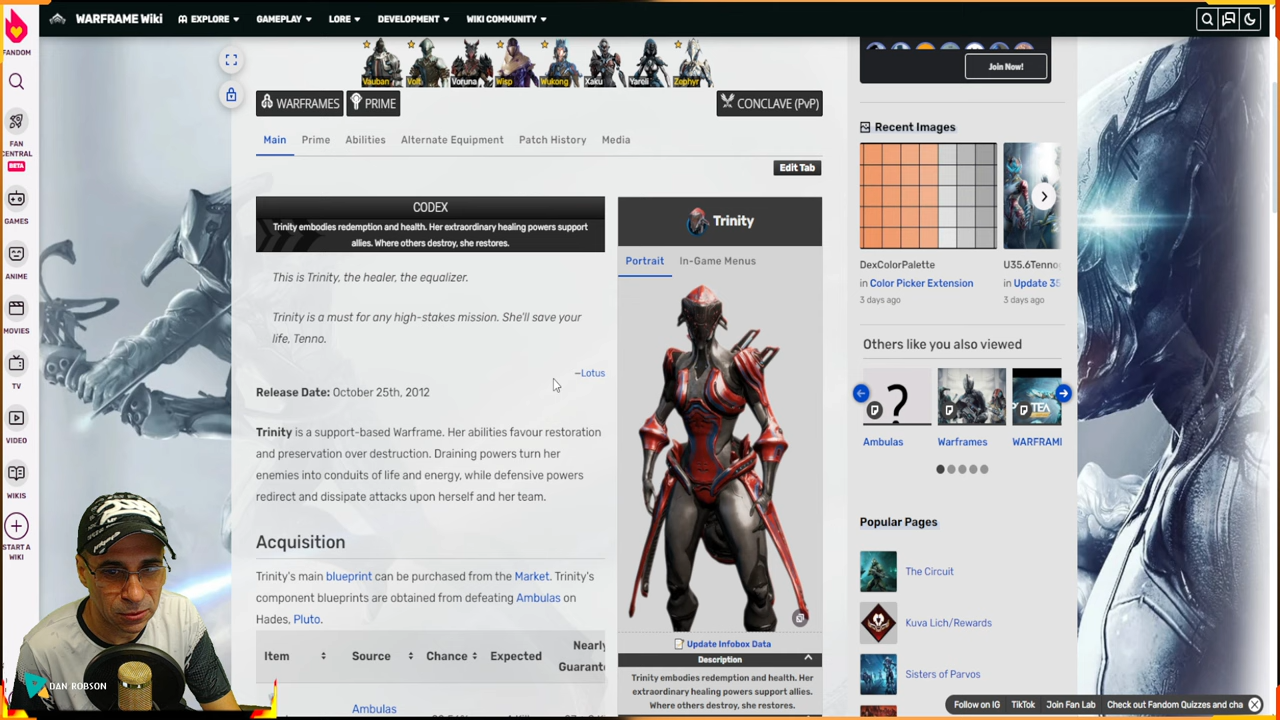 WARFRAME Wiki
EXPLORE
GAMEPLAY
LORE
DEVELOPMENT
WIKI COMMUNITY
FANDOM
FAN
CENTRAL
BETA
GAMES
ANIME
MOVIES
TV
VIDEO
WIKIS
START A
WIKI
Vauban
Volt
Voruna
Wisp
Wukong
Xaku
Yareli
Zephyr
WARFRAMES
PRIME
CONCLAVE (PvP)
Main
Prime
Abilities
Alternate Equipment
Patch History
Media
Edit Tab
CODEX
Trinity embodies redemption and health. Her extraordinary healing powers support
allies. Where others destroy, she restores.
This is Trinity, the healer, the equalizer.
Trinity is a must for any high-stakes mission. She'll save your
life, Tenno.
–Lotus
Release Date: October 25th, 2012
Trinity is a support-based Warframe. Her abilities favour restoration
and preservation over destruction. Draining powers turn her
enemies into conduits of life and energy, while defensive powers
redirect and dissipate attacks upon herself and her team.
Acquisition
Trinity's main blueprint can be purchased from the Market. Trinity's
component blueprints are obtained from defeating Ambulas on
Hades, Pluto.
Item
Source
Chance
Expected
Nearly
Guarante
Ambulas
Trinity
Portrait
In-Game Menus
Update Infobox Data
Description
Trinity embodies redemption and health. Her
extraordinary healing powers support allies.
Where others destroy, she restores.
Join Now!
Recent Images
DexColorPalette
in Color Picker Extension
3 days ago
U35.6Tenno
in Update 35
3 days ago
Others like you also viewed
?
TEA
Ambulas
Warframes
WARFRAM
Popular Pages
The Circuit
Kuva Lich/Rewards
Sisters of Parvos
Follow on IG
TikTok
Join Fan Lab
Check out Fandom Quizzes and cha
DAN ROBSON